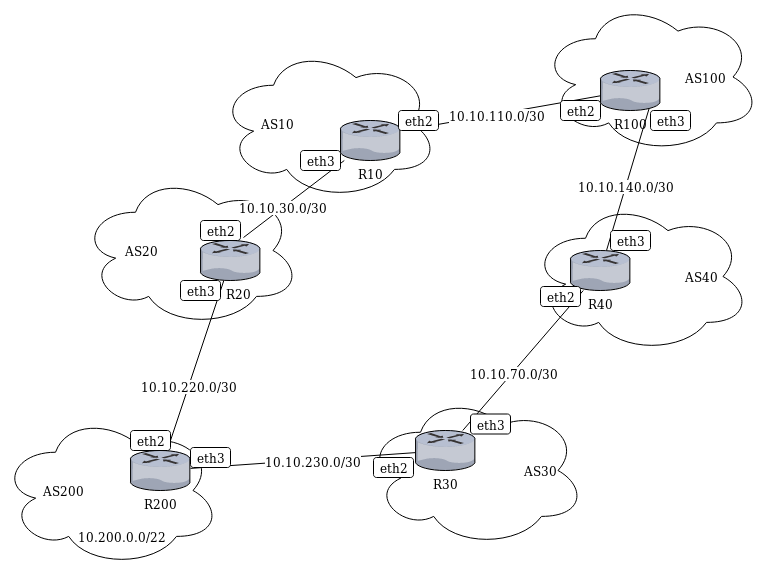 AS100
eth2
R100
eth3
eth2
10.10.110.0/30
AS10
eth3
R10
10.10.140.0/30
10.10.30.0/30
eth2
AS20
eth3
R20
eth3
AS40
eth2
R40
10.10.70.0/30
10.10.220.0/30
eth3
eth2
eth3
10.10.230.0/30
eth2
AS30
R30
AS200
R200
10.200.0.0/22